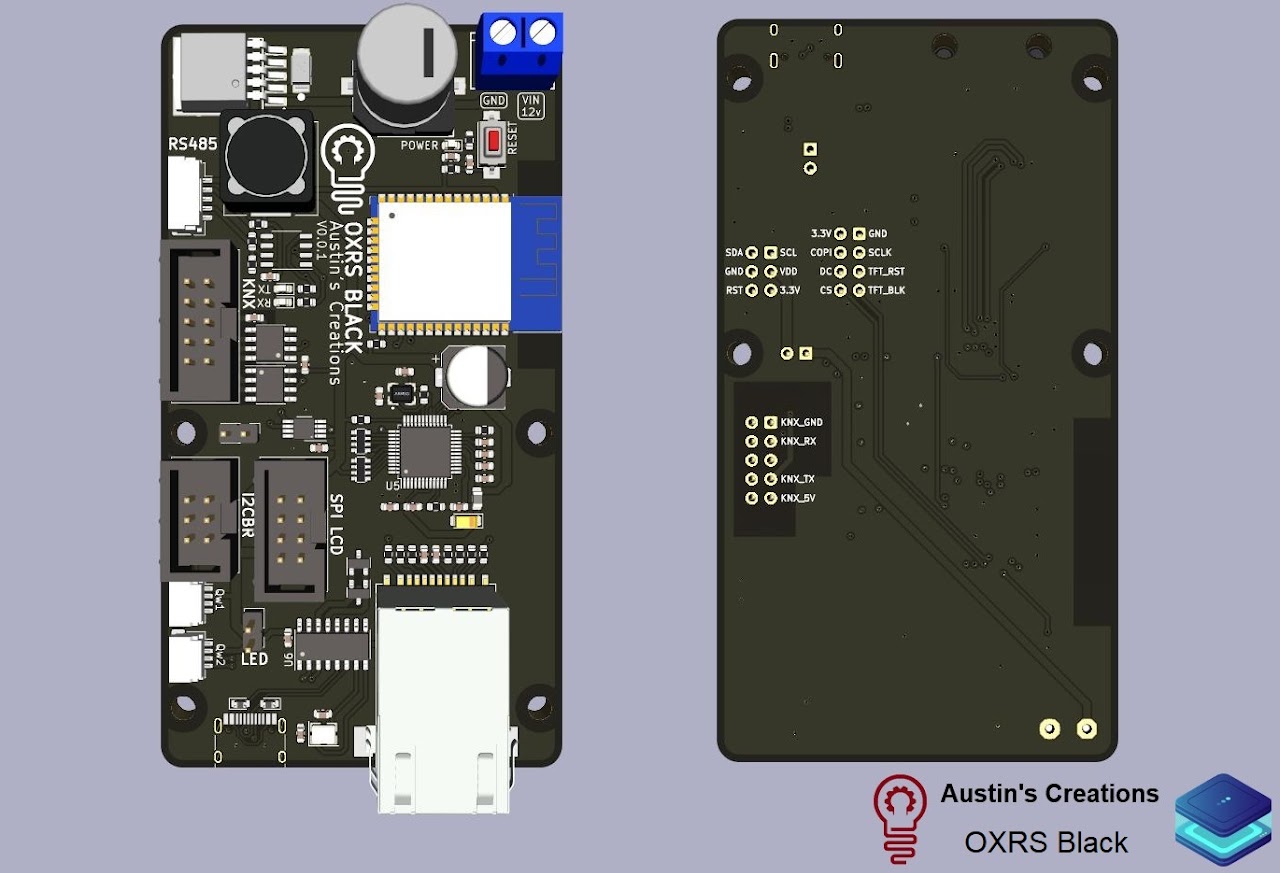 GND
VIN
12v
RS485
POWER
RESET
OXRS BLACK
Austin's Creations
V0.0.1
KNX
TX
RX
U5
I2CBR
SPI LCD
Qw1
Qw2
LED
U6
3.3V
GND
SDA
SCL
COPI
SCLK
GND
VDD
DC
TFT_RST
RST
3.3V
CS
TFT_BLK
KNX_GND
KNX_RX
KNX_TX
KNX_5V
Austin's Creations
OXRS Black